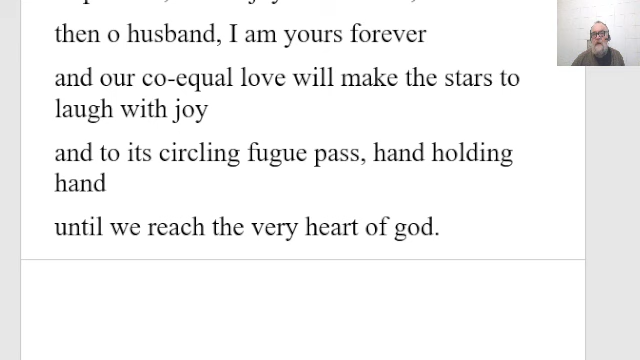 then o husband, I am yours forever
and our co-equal love will make the stars to
laugh with joy
and to its circling fugue pass, hand holding
hand
until we reach the very heart of god.